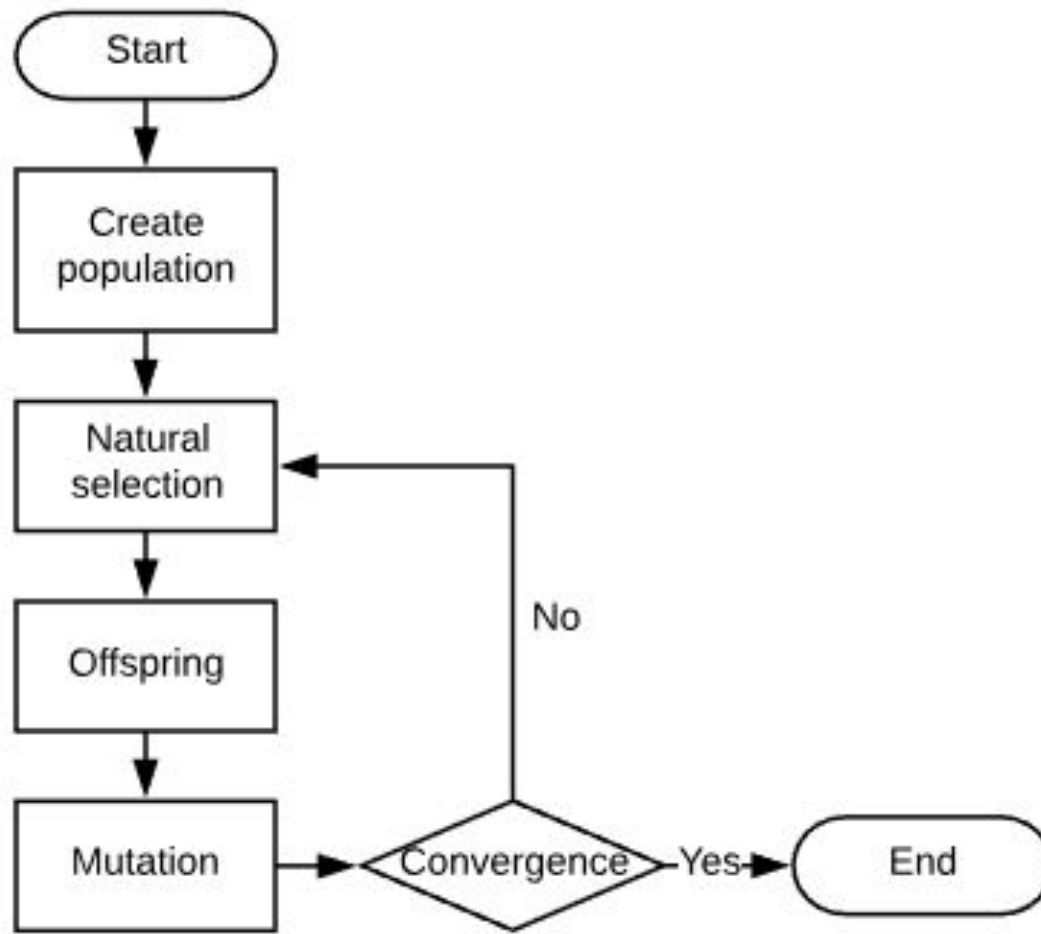 Start
Create
population
Natural
selection
No
Offspring
Mutation
Convergence
Yes
End